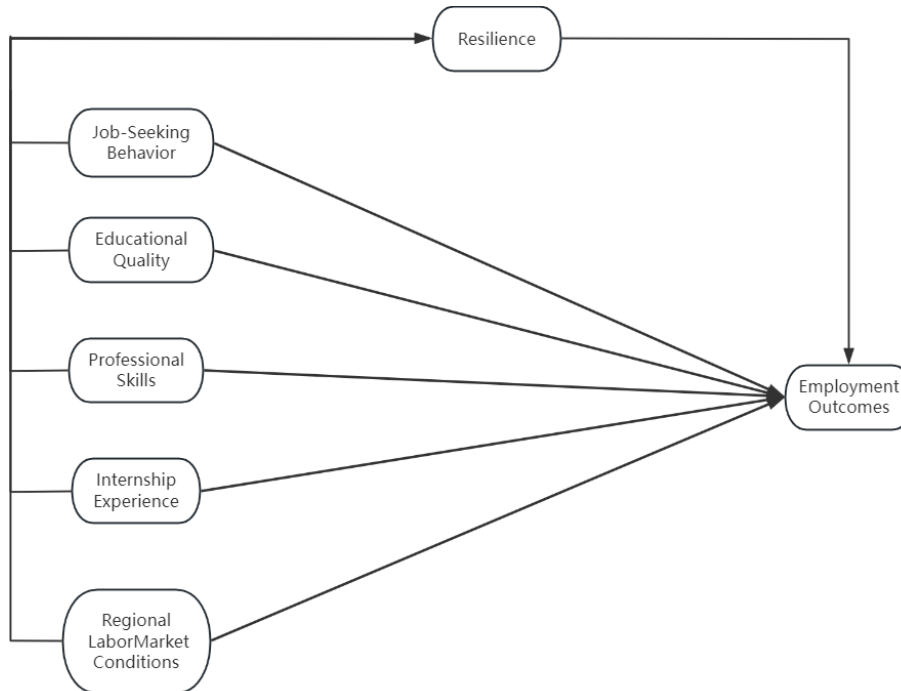 Resilience
Job-Seeking
Behavior
Educational
Quality
Professional
Skills
Employment
Outcomes
Internship
Experience
Regional
LaborMarket
Conditions